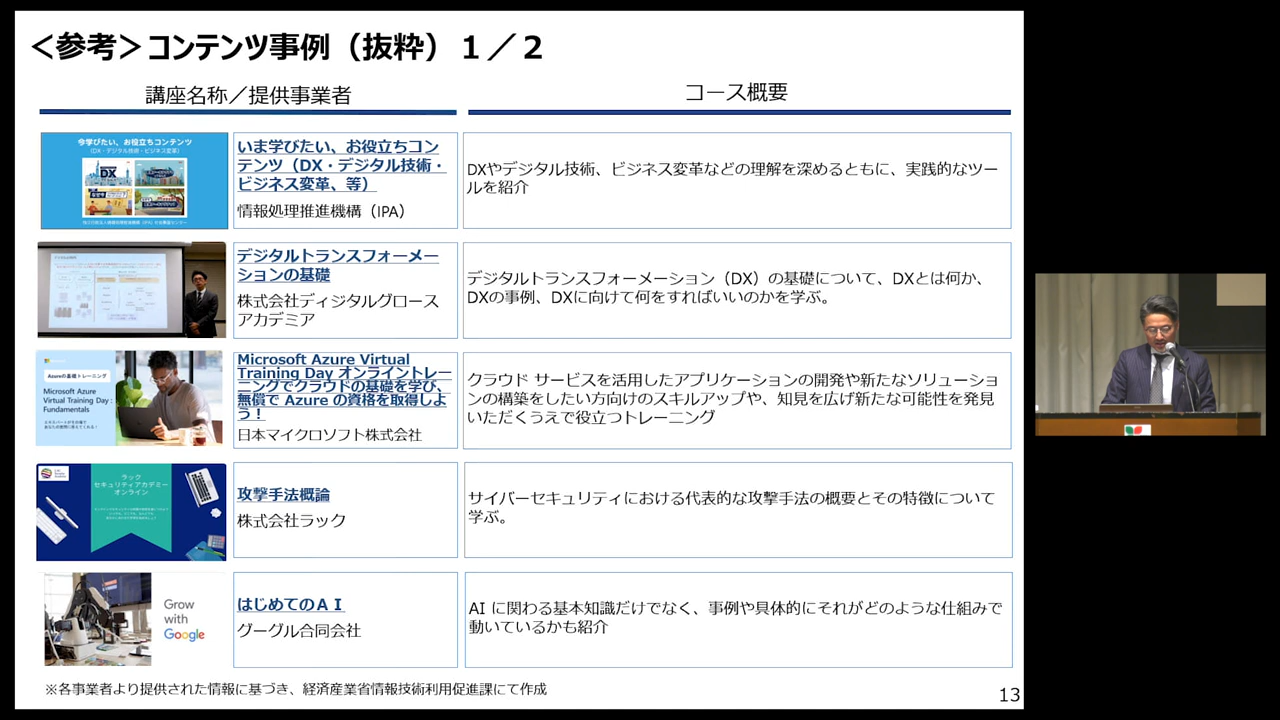 ＜参考＞コンテンツ事例（抜粋）１／２
講座名称／提供事業者
コース概要
今学びたい、お役立ちコンテンツ
（DX・デジタル技術・ビジネス変革）
DX
いま学びたい、お役立ちコン
テンツ（DX・デジタル技術・
ビジネス変革、等）
情報処理推進機構（IPA）
DXやデジタル技術、ビジネス変革などの理解を深めるともに、実践的なツー
ルを紹介
デジタルトランスフォーメー
ションの基礎
株式会社ディジタルグロース
アカデミア
デジタルトランスフォーメーション（DX）の基礎について、DXとは何か、
DXの事例、DXに向けて何をすればいいのかを学ぶ。
Azureの基礎トレーニング
Microsoft Azure
Virtual Training Day :
Fundamentals
Microsoft Azure Virtual
Training Day オンライントレー
ニングでクラウドの基礎を学び、
無償で Azure の資格を取得しよ
う！
日本マイクロソフト株式会社
クラウド サービスを活用したアプリケーションの開発や新たなソリューショ
ンの構築をしたい方向けのスキルアップや、知見を広げ新たな可能性を発見
いただくうえで役立つトレーニング
ラック
セキュリティアカデミー
オンライン
攻撃手法概論
株式会社ラック
サイバーセキュリティにおける代表的な攻撃手法の概要とその特徴について
学ぶ。
Grow
with
Google
はじめてのＡＩ
グーグル合同会社
AI に関わる基本知識だけでなく、事例や具体的にそれがどのような仕組みで
動いているかも紹介
※各事業者より提供された情報に基づき、経済産業省情報技術利用促進課にて作成
13